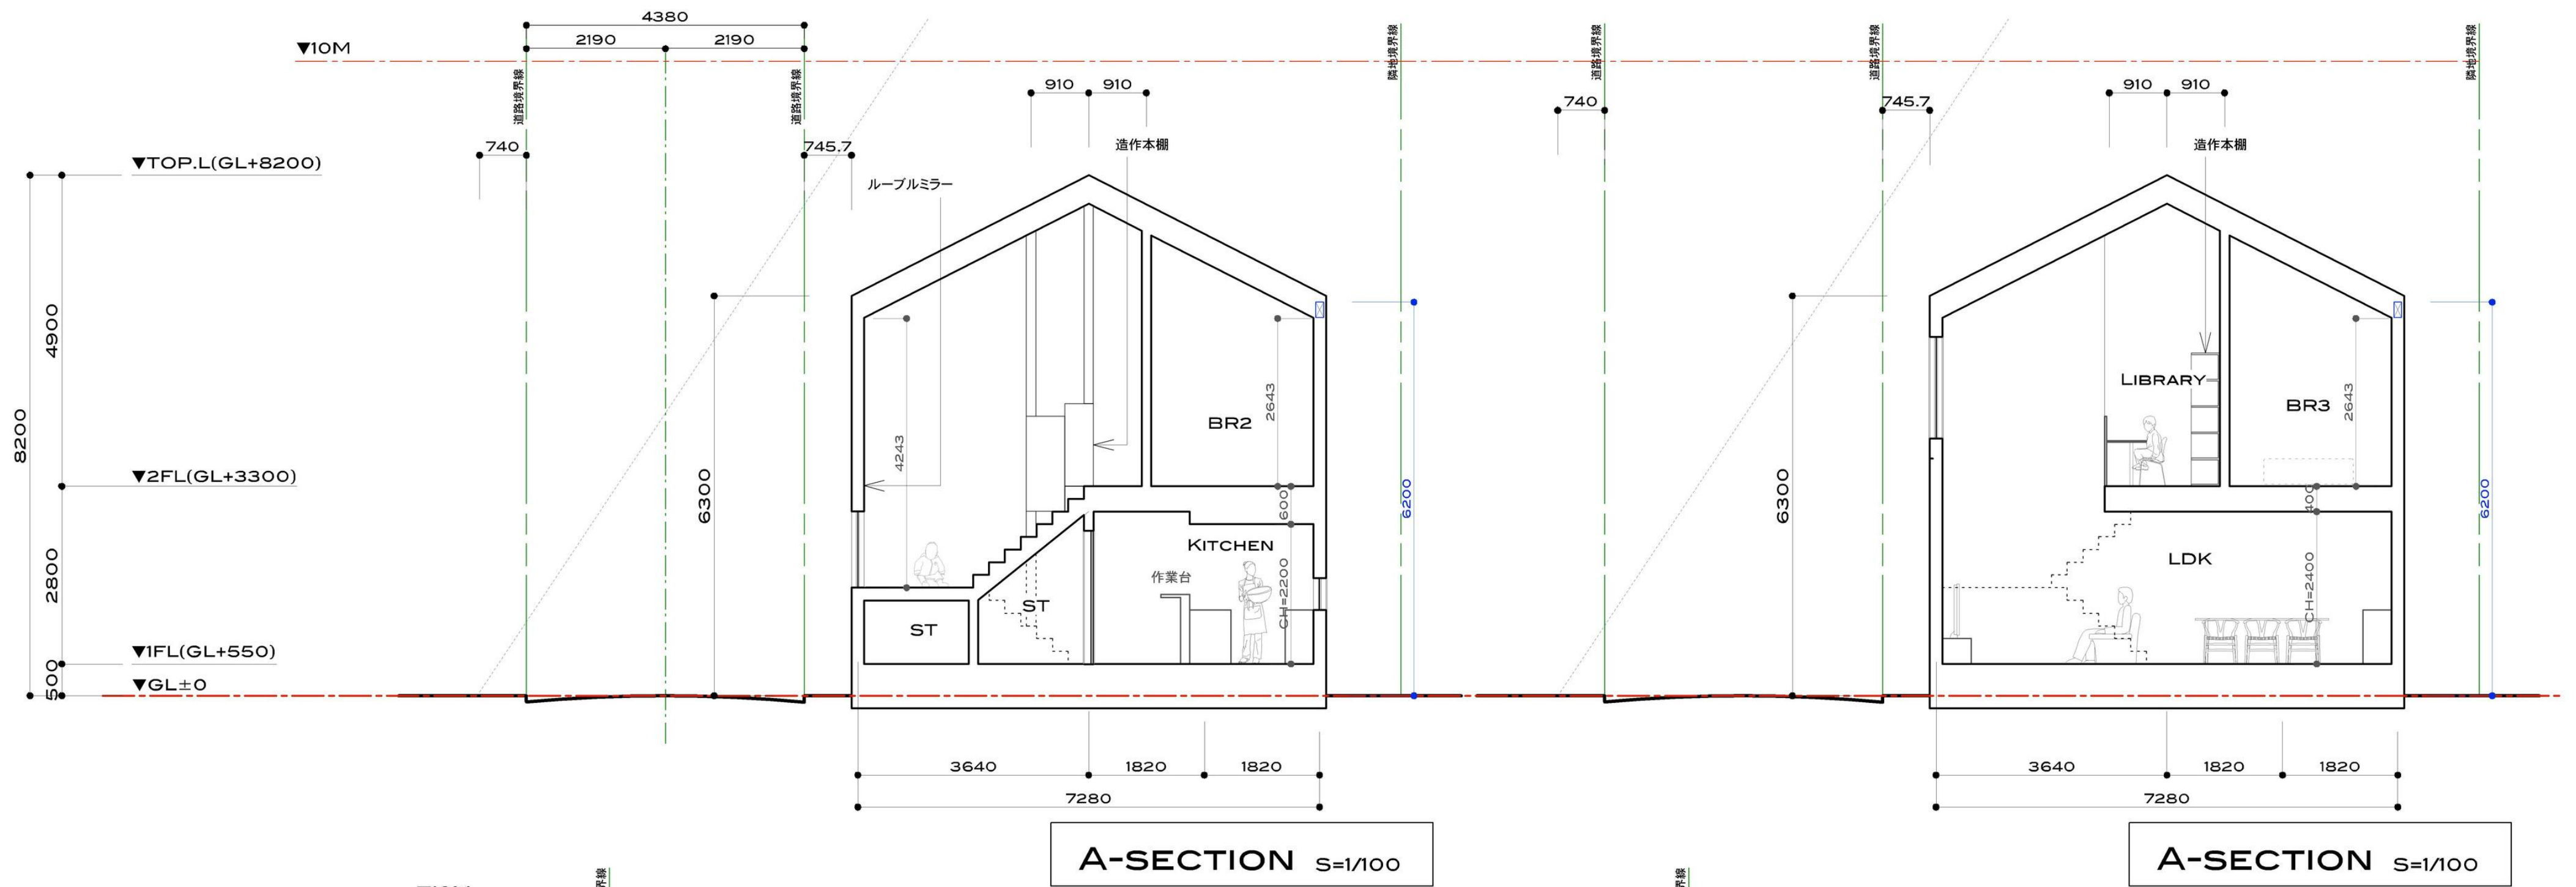 4380
2190
2190
▼10M
道路境界線
道路境界線
隣地境界線
道路境界線
道路境界線
隣地境界線
910
910
910
910
740
745.7
740
745.7
造作本棚
造作本棚
▼TOP.L(GL+8200)
ルーブルミラー
8200
4900
2800
500
▼2FL(GL+3300)
▼1FL(GL+550)
▼GL±0
6300
4243
2643
BR2
600
6200
KITCHEN
作業台
CH=2200
ST
ST
6300
LIBRARY
BR3
2643
400
6200
LDK
CH=2400
3640
1820
1820
7280
3640
1820
1820
7280
A-SECTION S=1/100
A-SECTION S=1/100
界線
界線